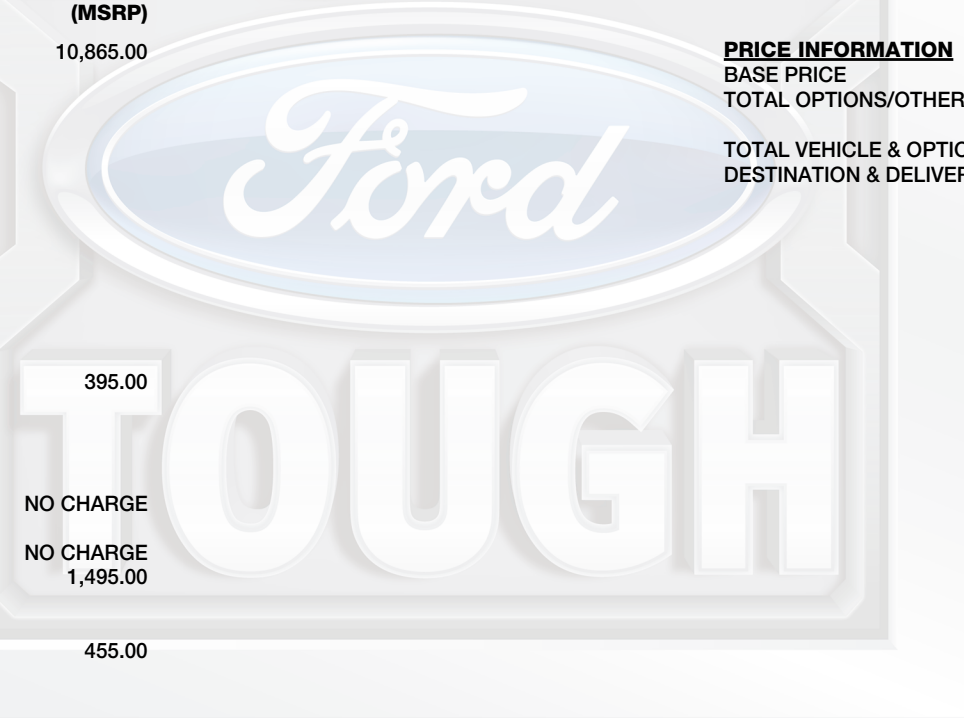 (MSRP)
10,865.00
395.00
NO CHARGE
NO CHARGE
1,495.00
455.00
PRICE INFORMATION
BASE PRICE
TOTAL OPTIONS/OTHER
TOTAL VEHICLE & OPTIO
DESTINATION & DELIVER
Ford
TOUGH